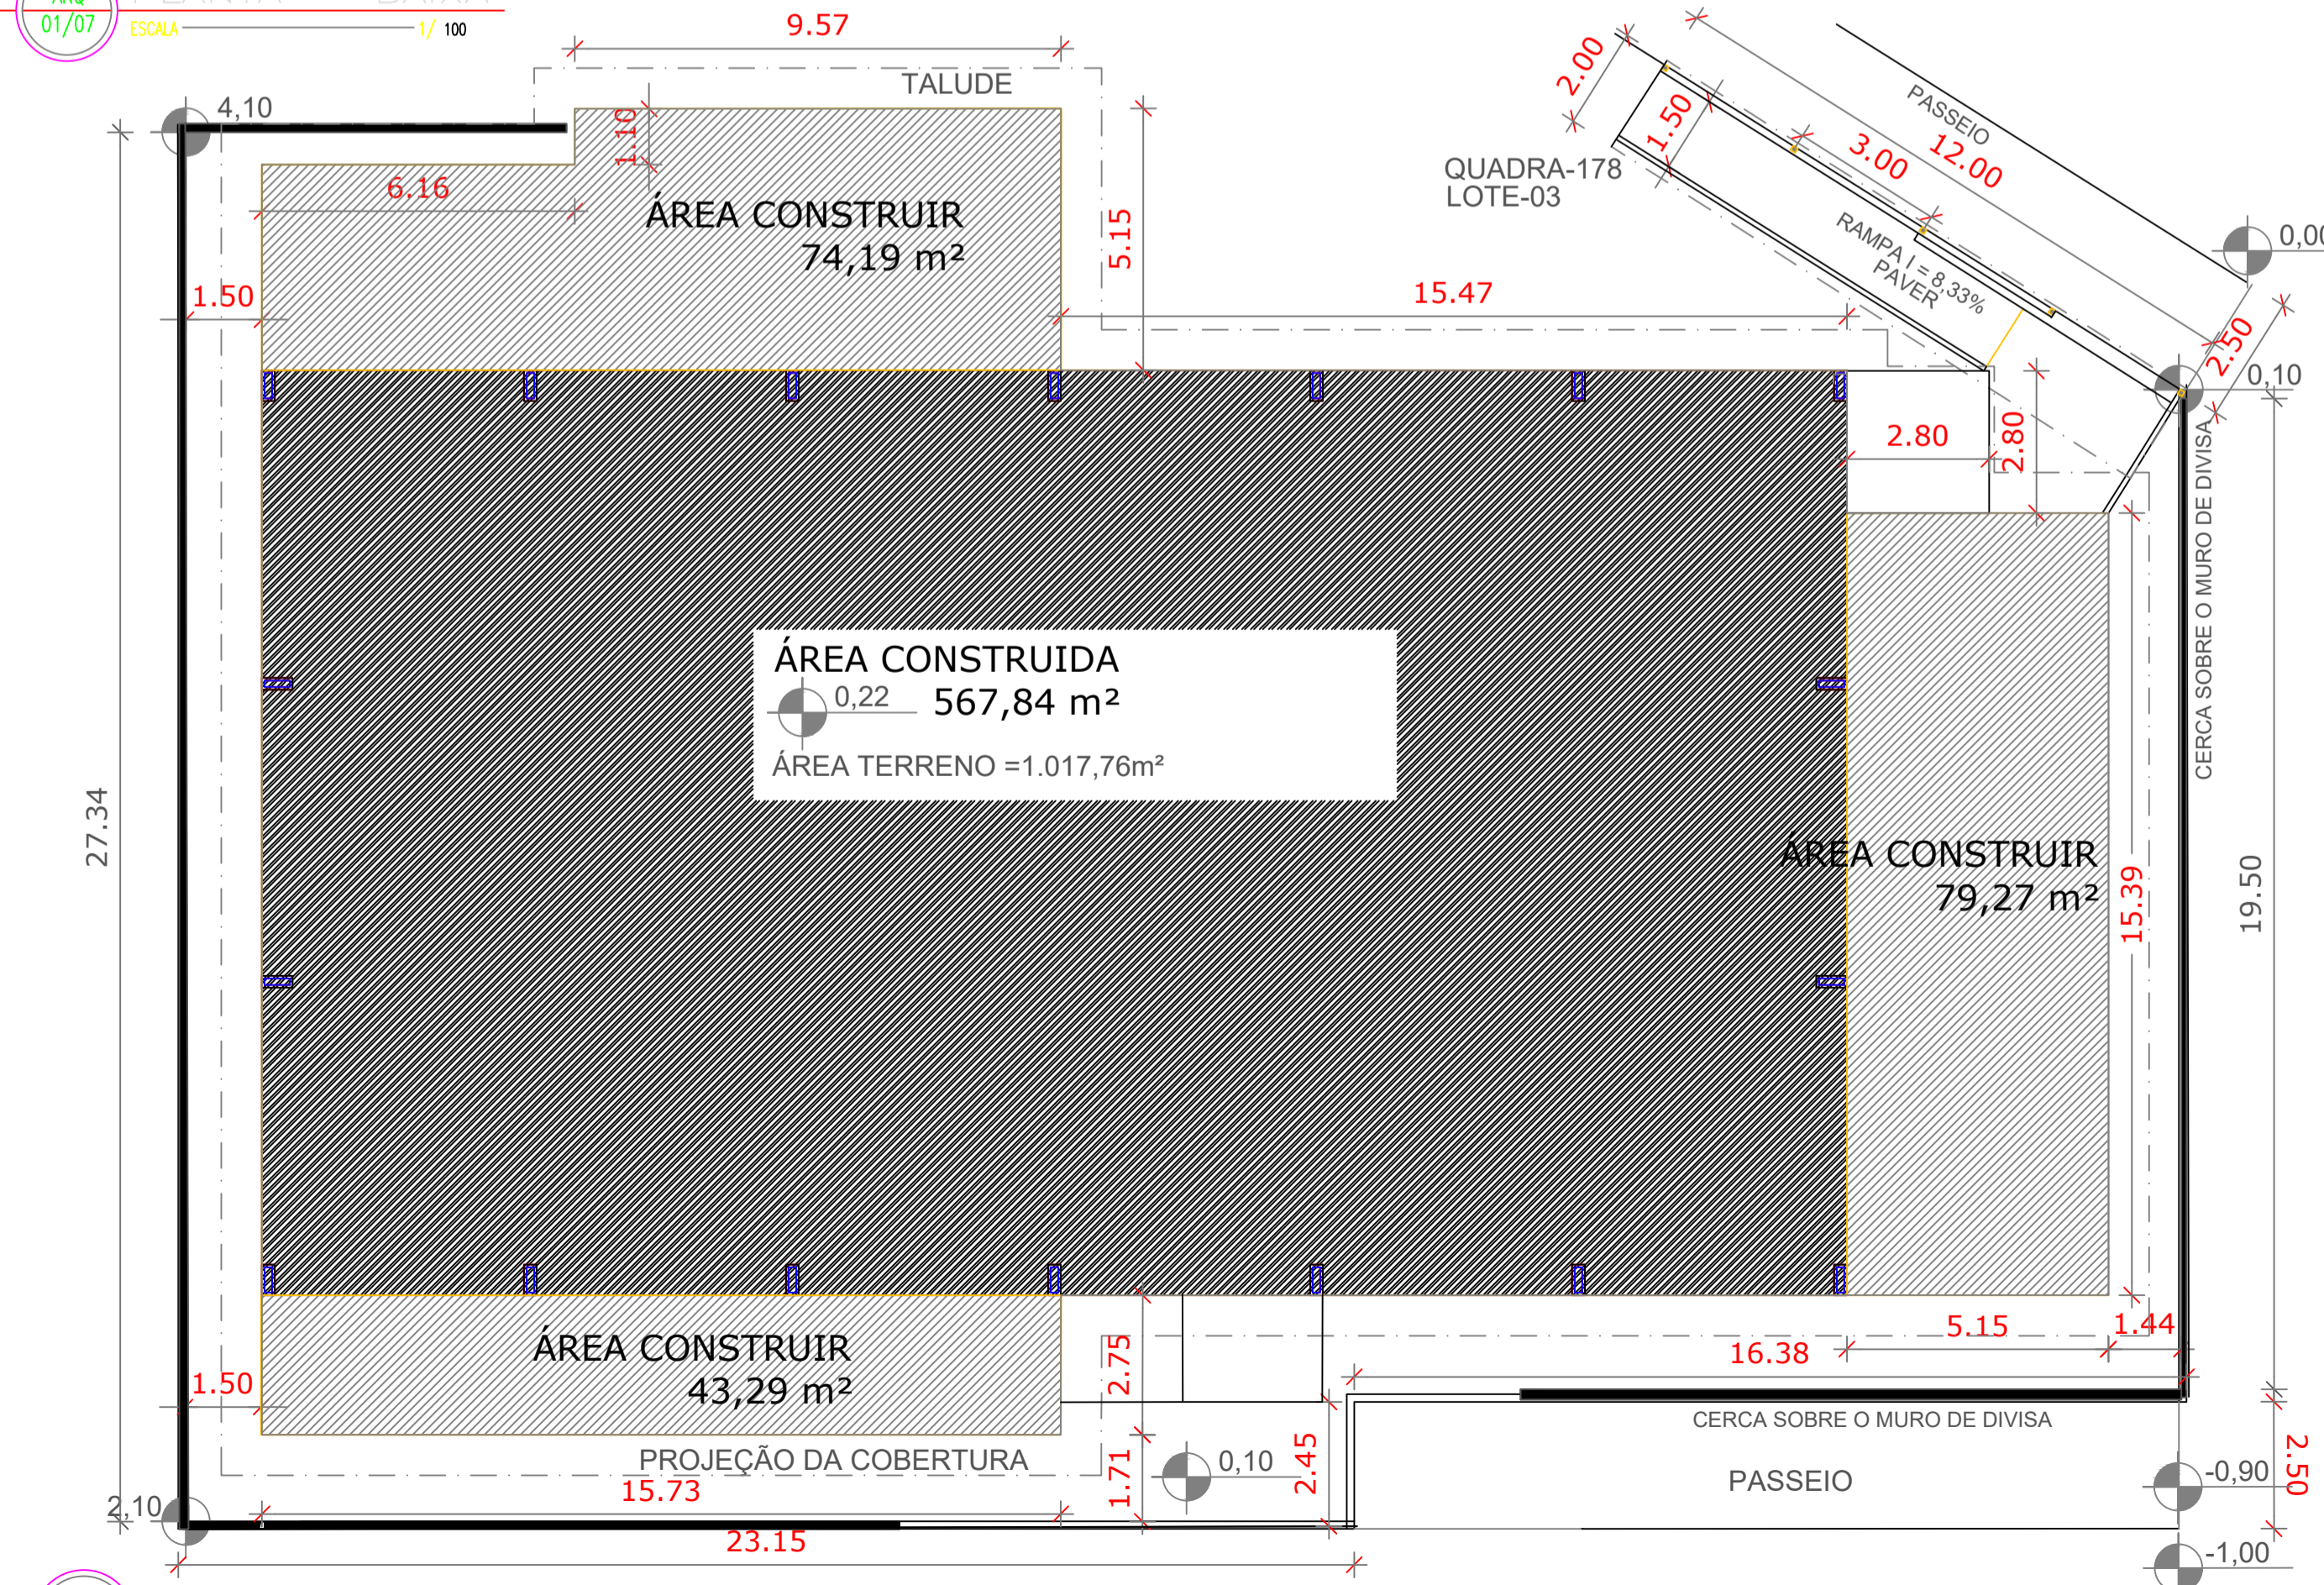 01/07
ESCALA 1/ 100
9.57
TALUDE
4,10
1.10
6.16
ÁREA CONSTRUIR
74,19 m²
5.15
1.50
15.47
QUADRA-178
LOTE-03
2.00
1.50
3.00
12.00
PASSEIO
RAMPA I = 8,33%
PAVER
2.50
0,10
2.80
2.80
CERCA SOBRE O MURO DE DIVISA
ÁREA CONSTRUIDA
0,22
567,84 m²
ÁREA TERRENO =1.017,76m²
27.34
ÁREA CONSTRUIR
79,27 m²
15.39
19.50
ÁREA CONSTRUIR
43,29 m²
1.50
2.75
5.15
1.44
16.38
CERCA SOBRE O MURO DE DIVISA
PROJEÇÃO DA COBERTURA
1.71
0,10
2.45
PASSEIO
-0,90
2.50
2,10
15.73
23.15
-1,00